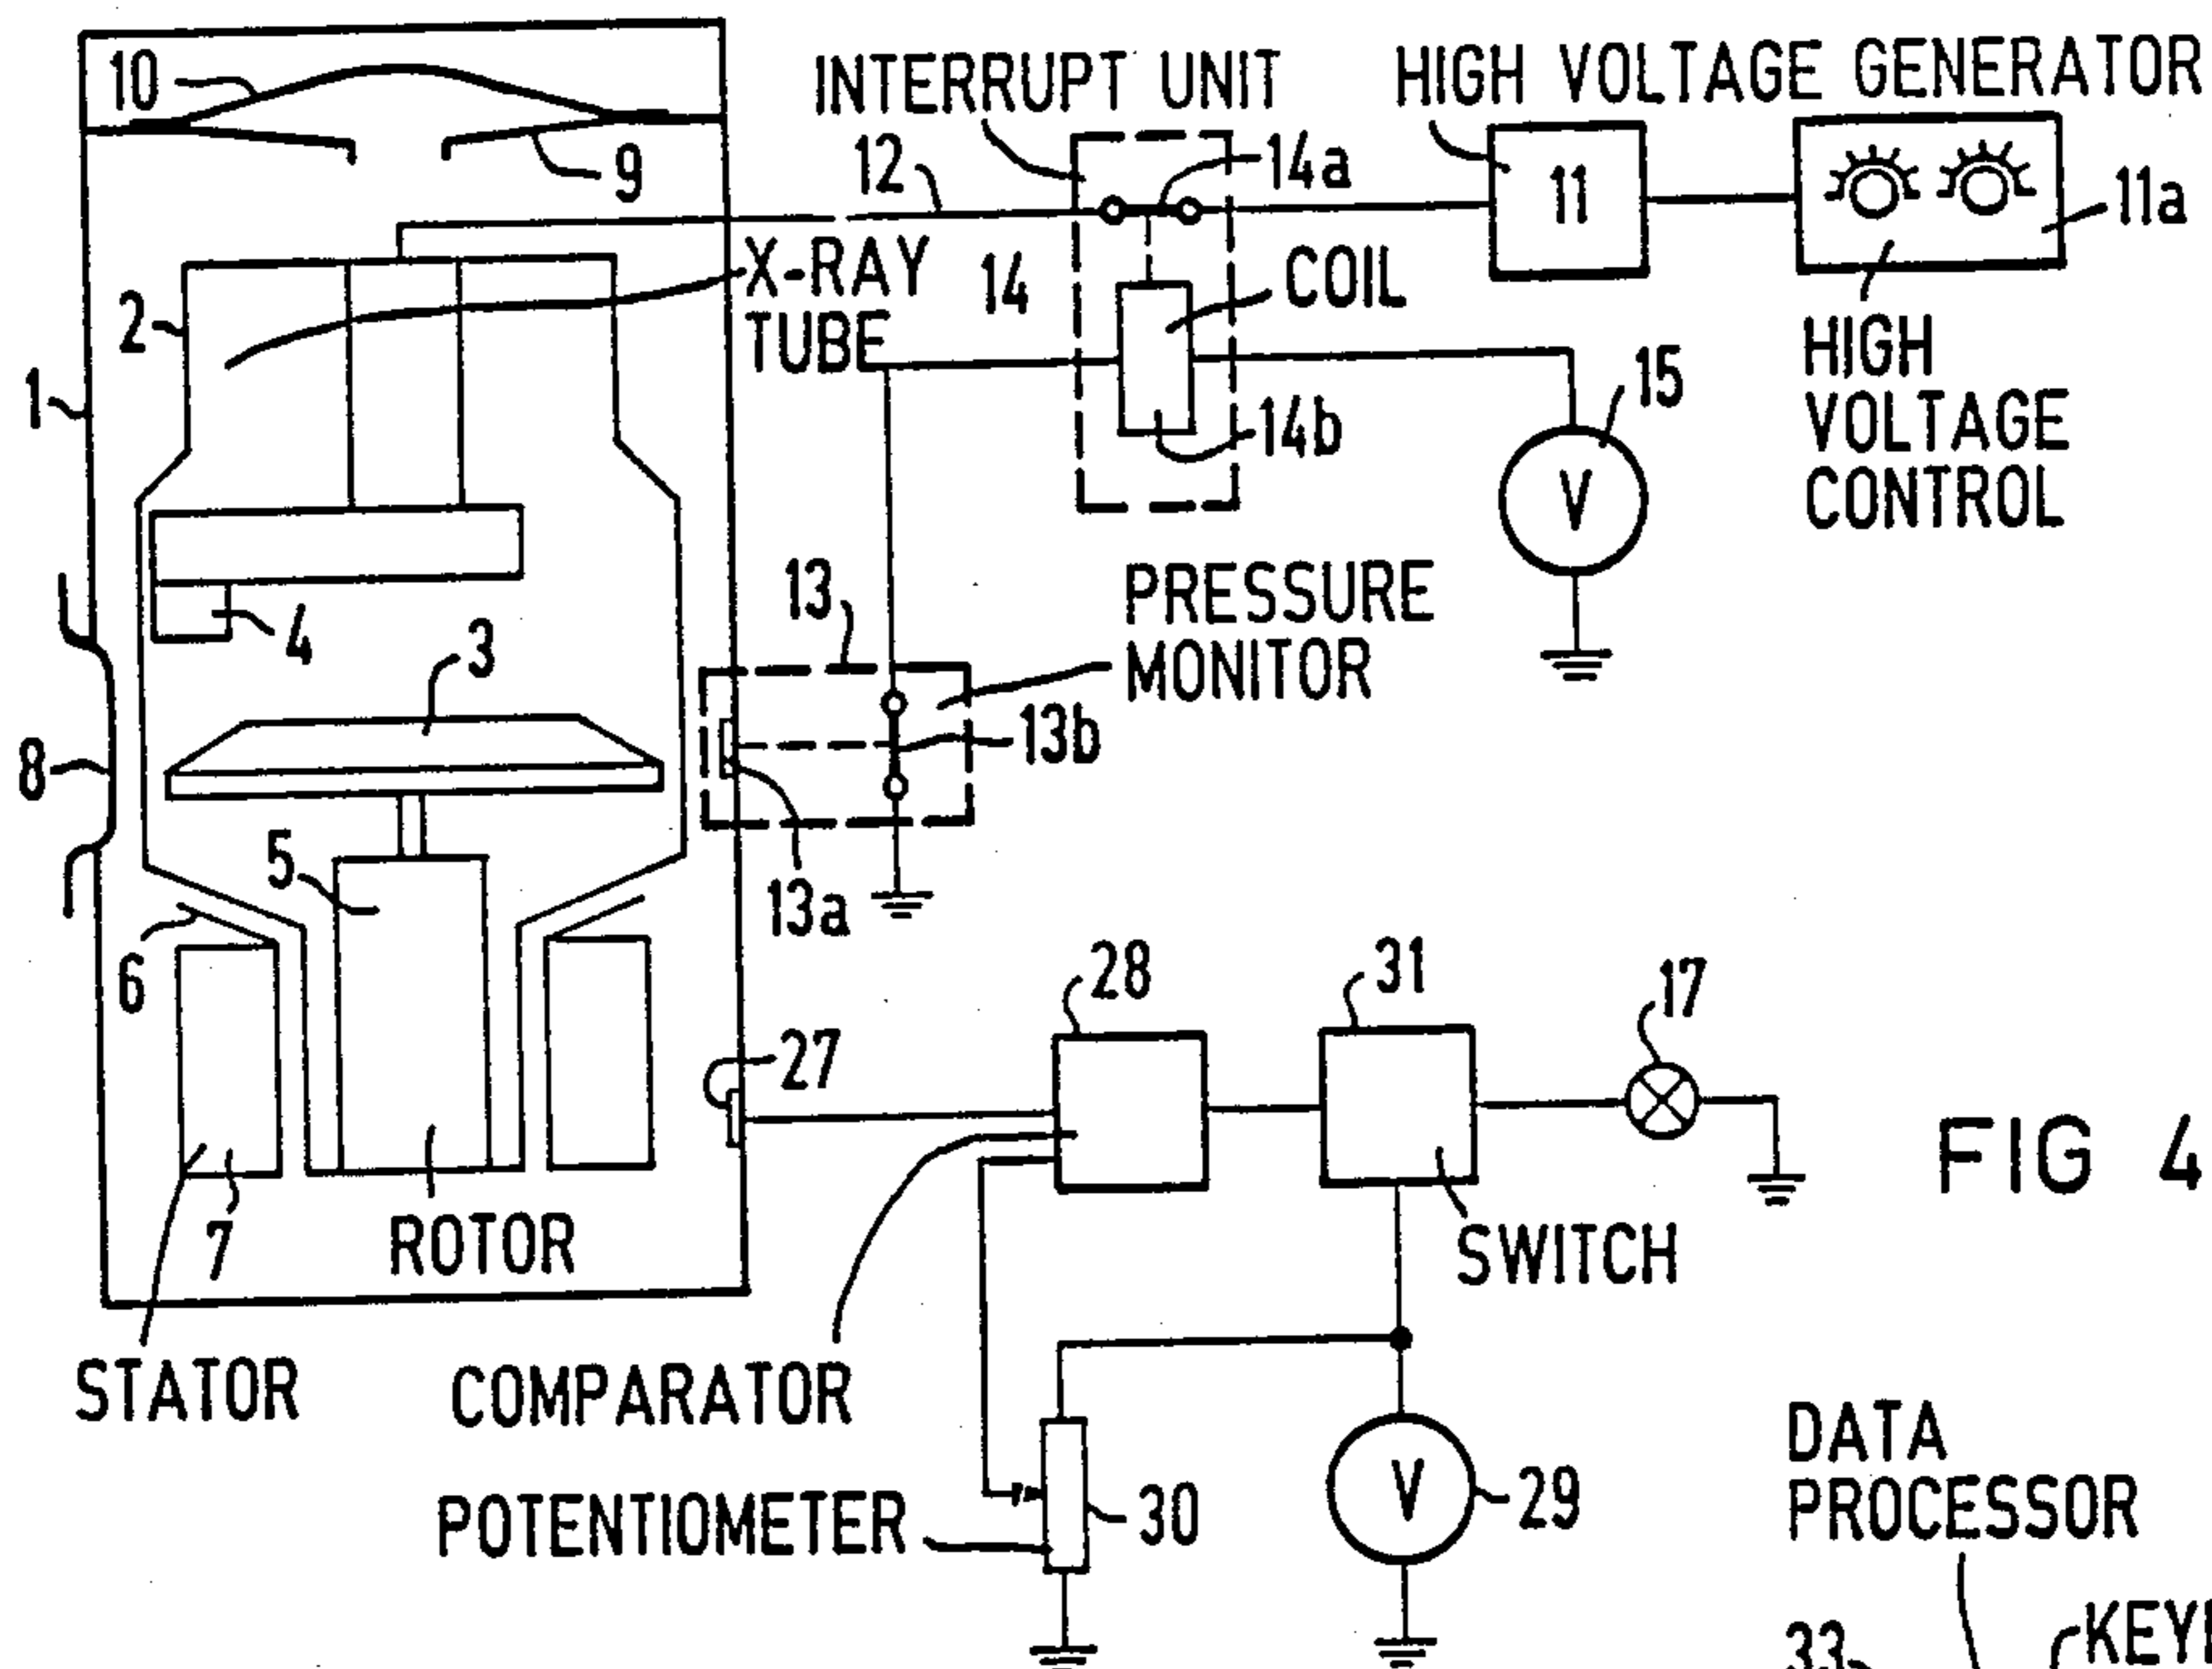 10
INTERRUPT UNIT
HIGH VOLTAGE GENERATOR
9
12
14a
11
11a
2
X-RAY
TUBE
14
COIL
HIGH
VOLTAGE
CONTROL
1
15
14b
V
13
PRESSURE
MONITOR
4
3
13b
8
5
13a
6
28
31
17
27
FIG 4
7
ROTOR
SWITCH
STATOR
COMPARATOR
DATA
PROCESSOR
POTENTIOMETER
30
V
29
33